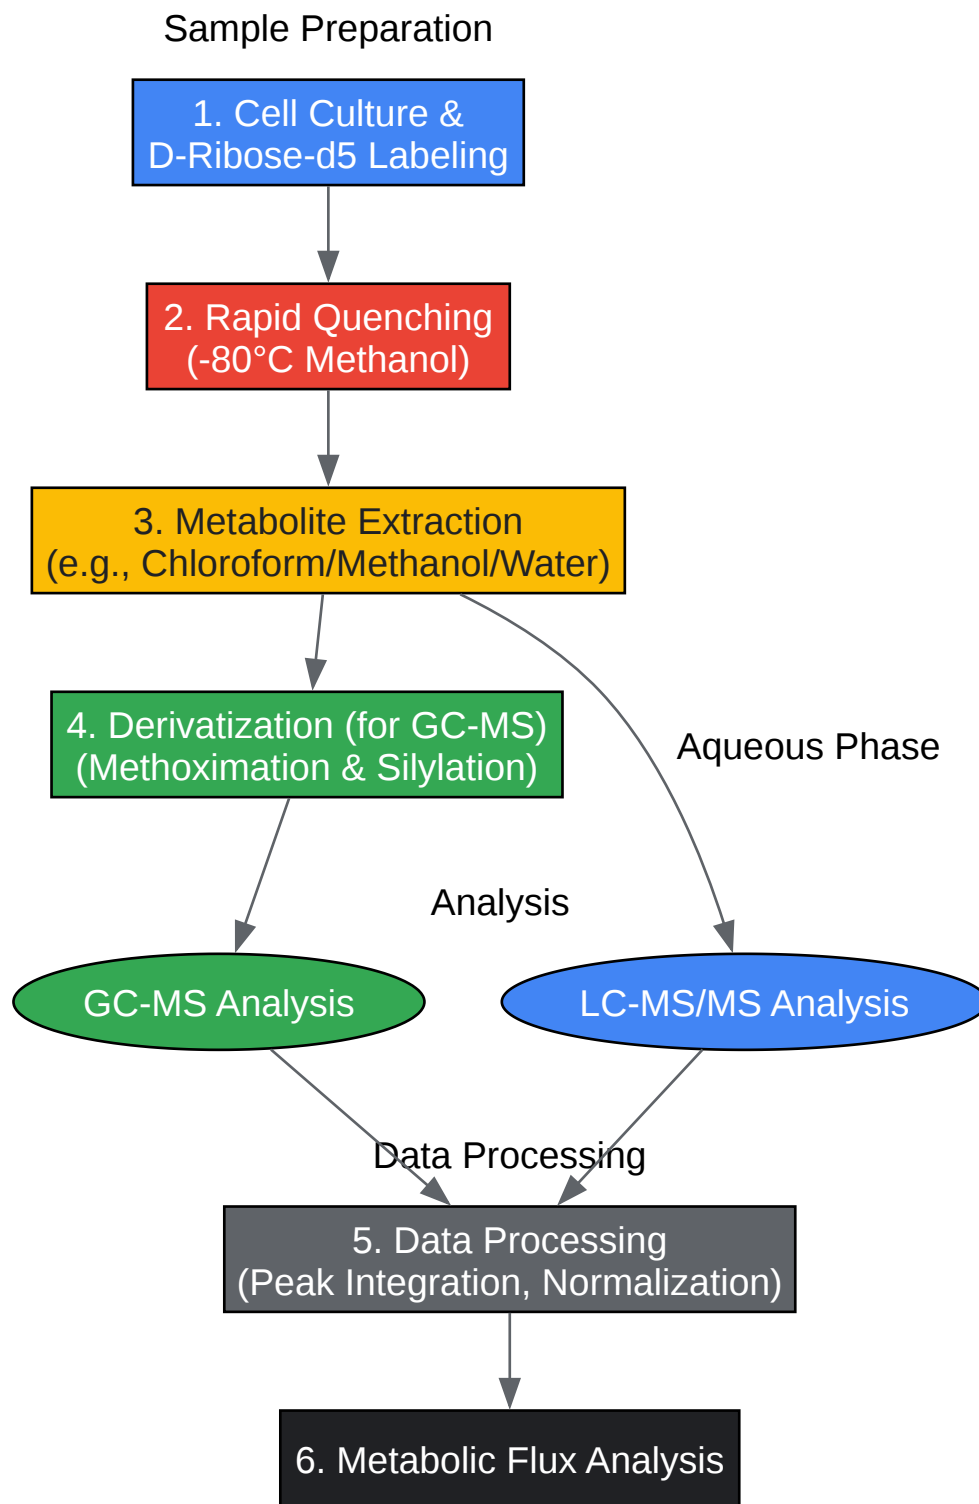 Sample Preparation
1. Cell Culture &
D-Ribose-d5 Labeling
2. Rapid Quenching
(-80°C Methanol)
3. Metabolite Extraction
(e.g., Chloroform/Methanol/Water)
4. Derivatization (for GC-MS)
(Methoximation & Silylation)
Aqueous Phase
Analysis
GC-MS Analysis
LC-MS/MS Analysis
Data Processing
5. Data Processing
(Peak Integration, Normalization)
6. Metabolic Flux Analysis